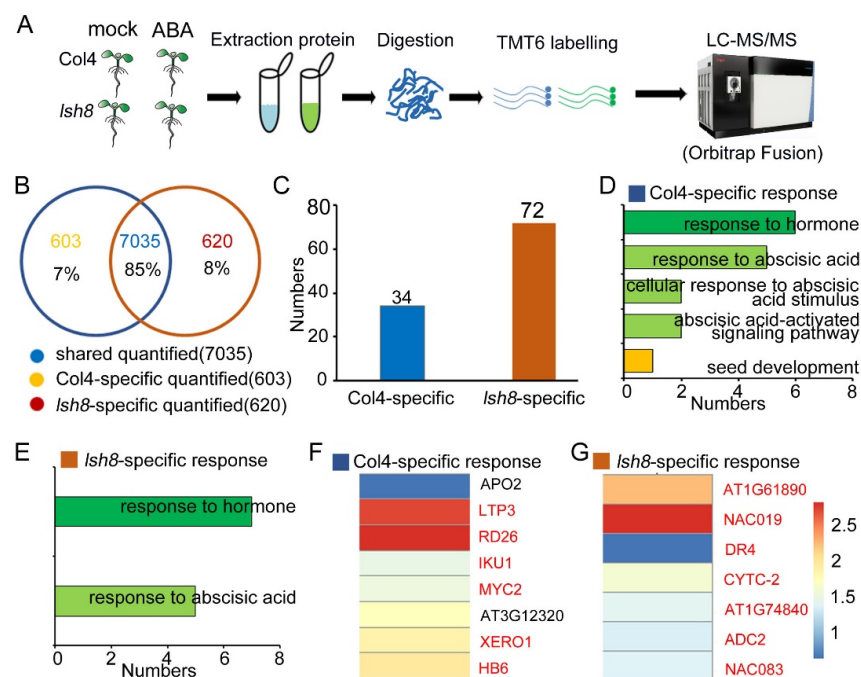 A
mock ABA
Col4
lsh8
Extraction protein
Digestion
TMT6 labelling
LC-MS/MS
(Orbitrap Fusion)
B
603
7%
7035
85%
620
8%
shared quantified(7035)
Col4-specific quantified(603)
lsh8-specific quantified(620)
C
Numbers
80
60
40
20
0
34
72
Col4-specific
lsh8-specific
D
Col4-specific response
response to hormone
response to abscisic acid
cellular response to abscisic
acid stimulus
abscisic acid-activated
signaling pathway
seed development
0 2 4 6 8
Numbers
E
lsh8-specific response
response to hormone
response to abscisic acid
0 2 4 6 8
Numbers
F
Col4-specific response
APO2
LTP3
RD26
IKU1
MYC2
AT3G12320
XERO1
HB6
G
lsh8-specific response
AT1G61890
NAC019
DR4
CYTC-2
AT1G74840
ADC2
NAC083
2.5
2
1.5
1